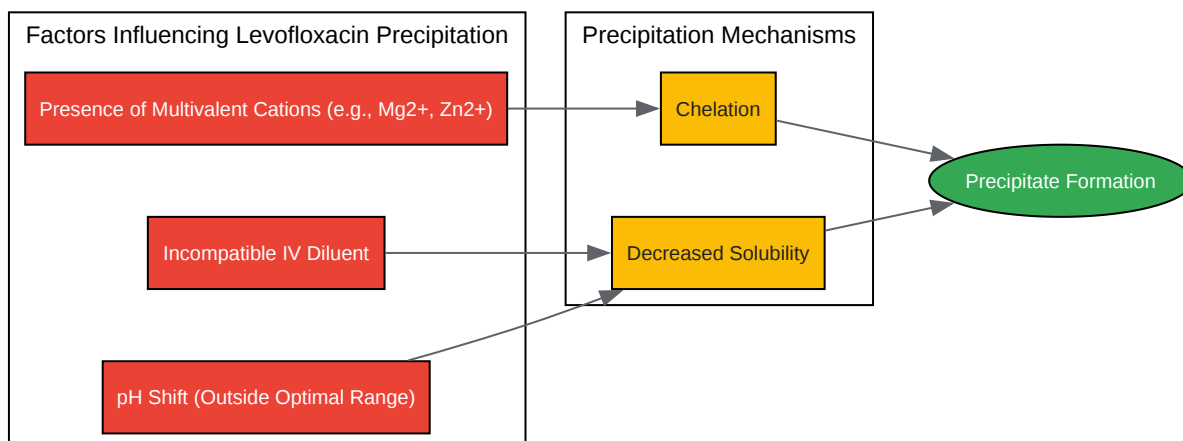 Factors Influencing Levofloxacin Precipitation
Precipitation Mechanisms
Presence of Multivalent Cations (e.g., Mg2+, Zn2+)
Chelation
Precipitate Formation
Incompatible IV Diluent
Decreased Solubility
pH Shift (Outside Optimal Range)